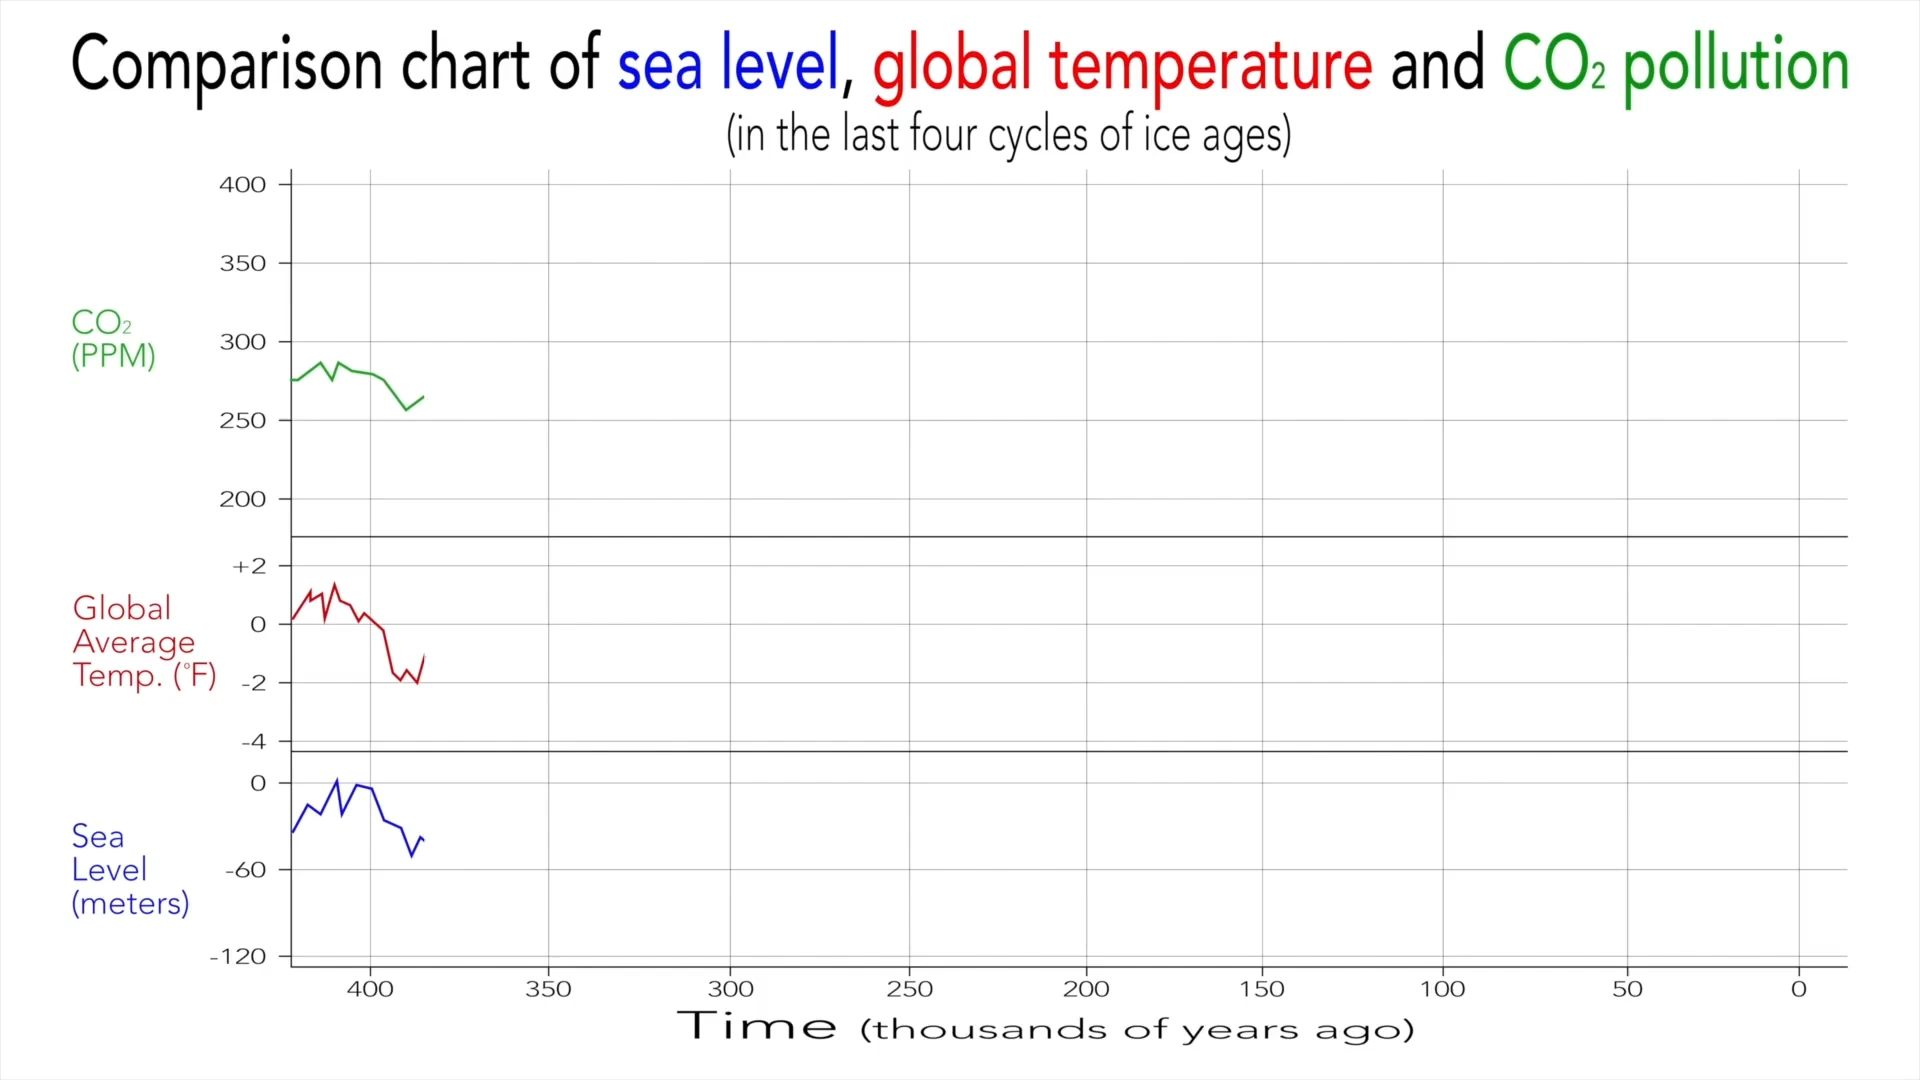 Comparison chart of sea level, global temperature and CO₂ pollution
(in the last four cycles of ice ages)
400
350
CO₂
(PPM)
300
250
200
+2
Global
Average
Temp. (°F)
0
-2
-4
0
Sea
Level
(meters)
-60
-120
400 350 300 250 200 150 100 50 0
Time (thousands of years ago)